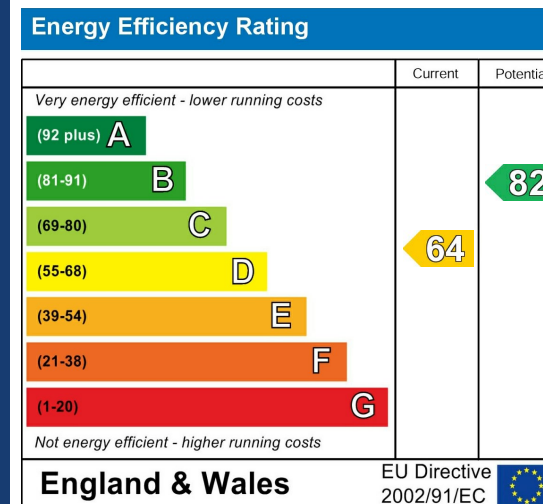 Energy Efficiency Rating
Current Potentia
Very energy efficient - lower running costs
(92 plus) A
(81-91) B
82
(69-80) C
64
(55-68) D
(39-54) E
(21-38) F
(1-20) G
Not energy efficient - higher running costs
England & Wales
EU Directive
2002/91/EC